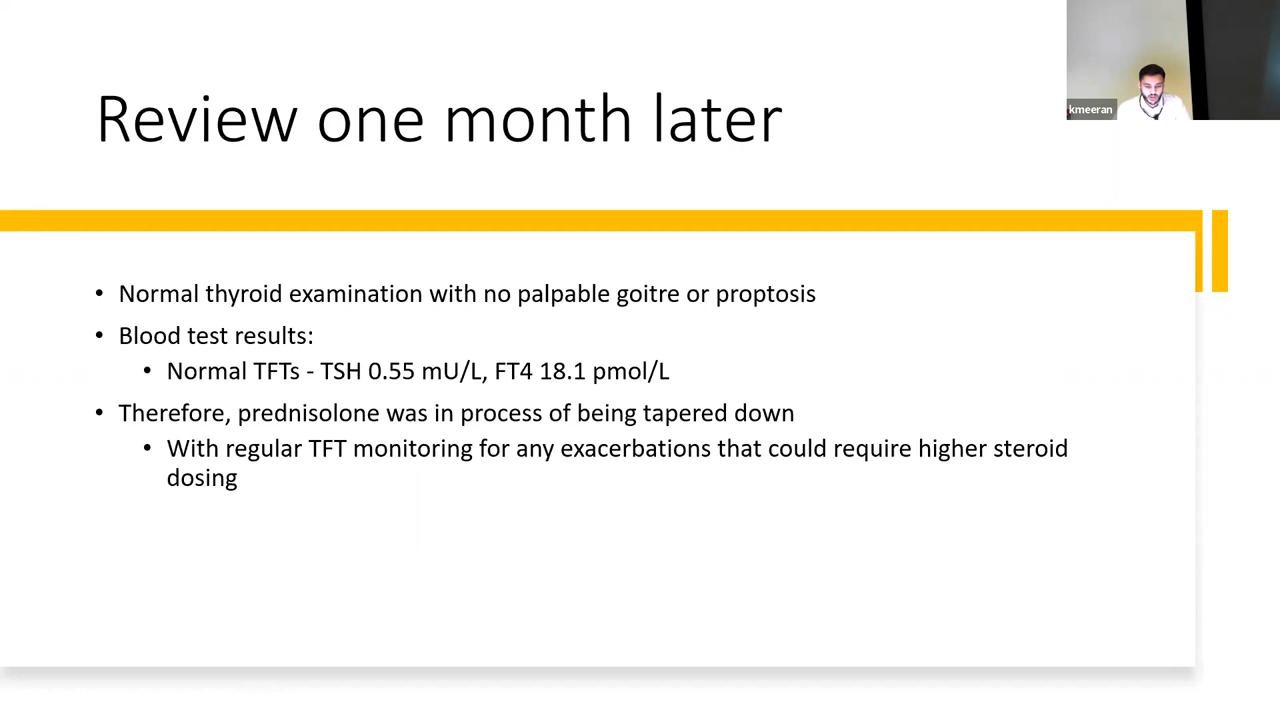 Review one month later
kmeeran
• Normal thyroid examination with no palpable goitre or proptosis
• Blood test results:
• Normal TFTs - TSH 0.55 mU/L, FT4 18.1 pmol/L
• Therefore, prednisolone was in process of being tapered down
• With regular TFT monitoring for any exacerbations that could require higher steroid
dosing